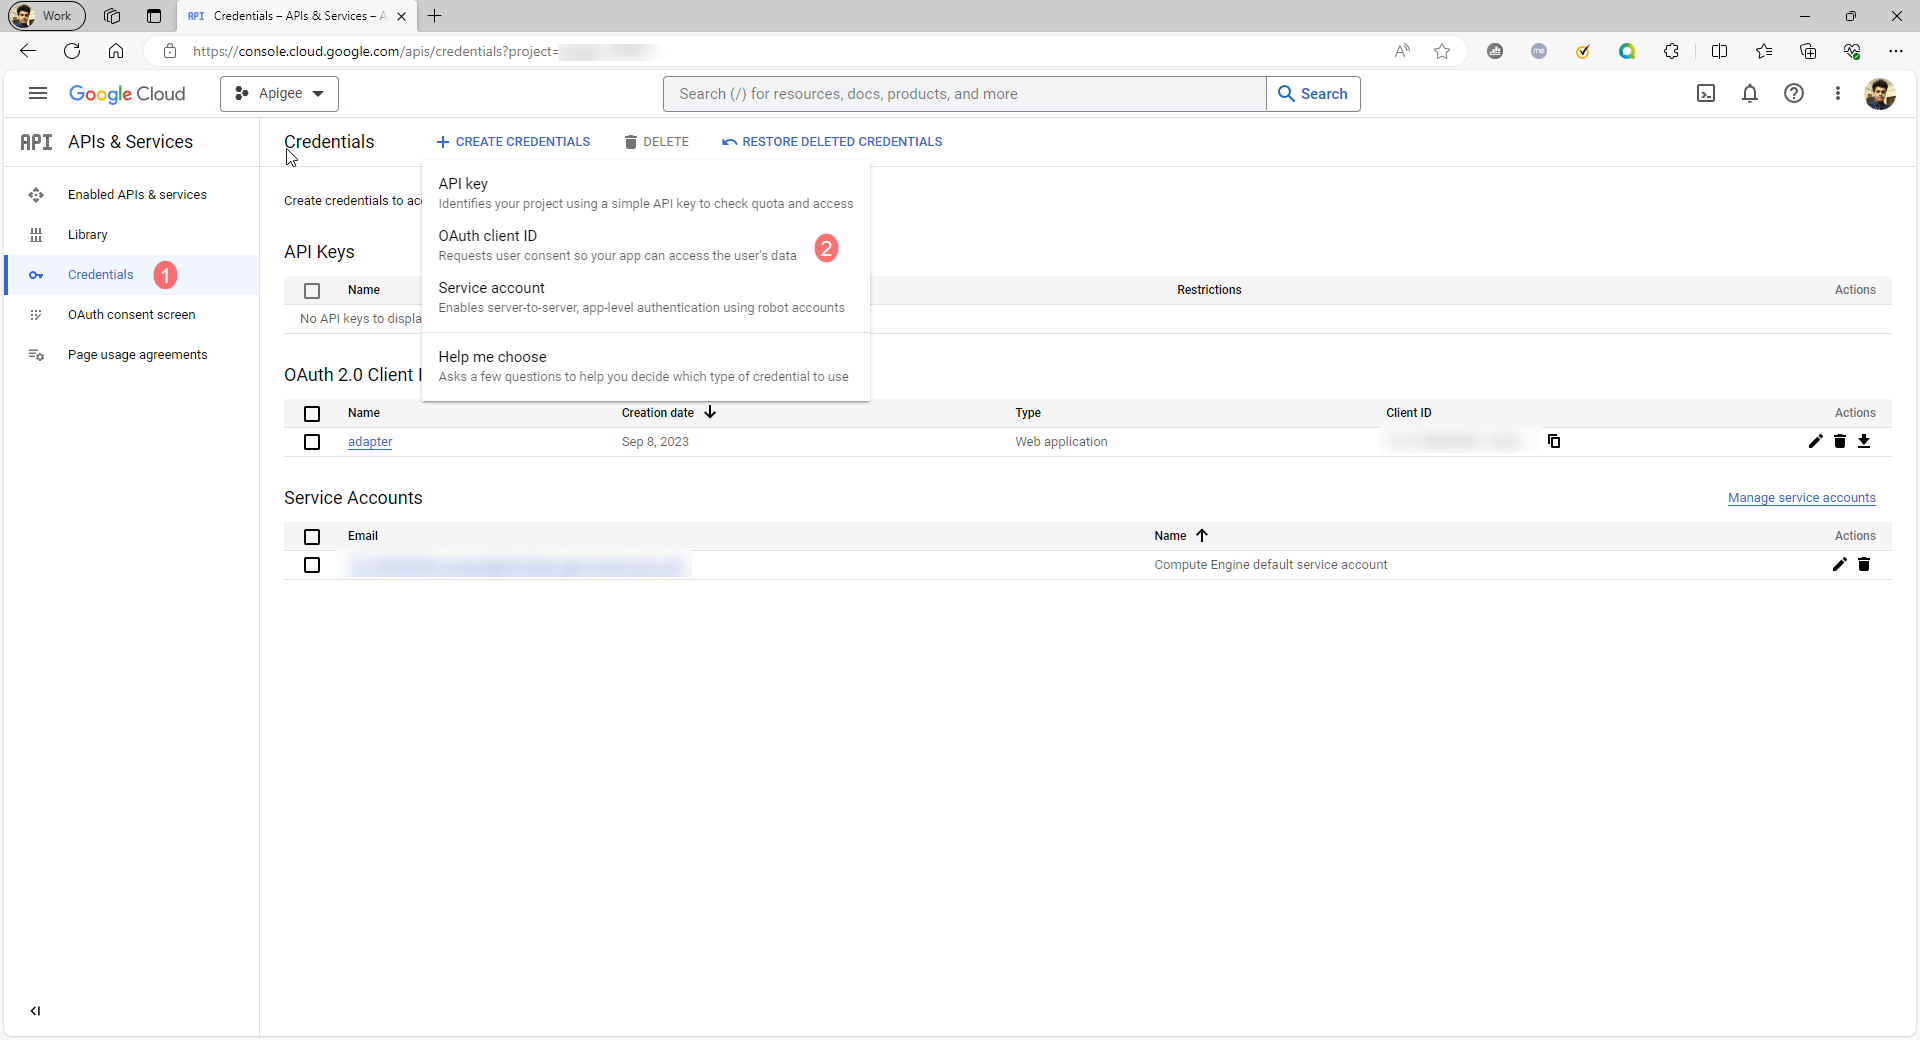 Work
API Credentials – APIs & Services – A
https://console.cloud.google.com/apis/credentials?project=
Google Cloud
Apigee
Search (/) for resources, docs, products, and more
Search
API APIs & Services
Credentials
CREATE CREDENTIALS
DELETE
RESTORE DELETED CREDENTIALS
Enabled APIs & services
Library
Credentials 1
OAuth consent screen
Page usage agreements
Create credentials to acc
API key
Identifies your project using a simple API key to check quota and access
OAuth client ID
Requests user consent so your app can access the user's data
2
Service account
Enables server-to-server, app-level authentication using robot accounts
Help me choose
Asks a few questions to help you decide which type of credential to use
API Keys
Name Restrictions Actions
No API keys to displa
OAuth 2.0 Client I
Name Creation date Type Client ID Actions
adapter Sep 8, 2023 Web application
Service Accounts
Manage service accounts
Email Name Actions
Compute Engine default service account